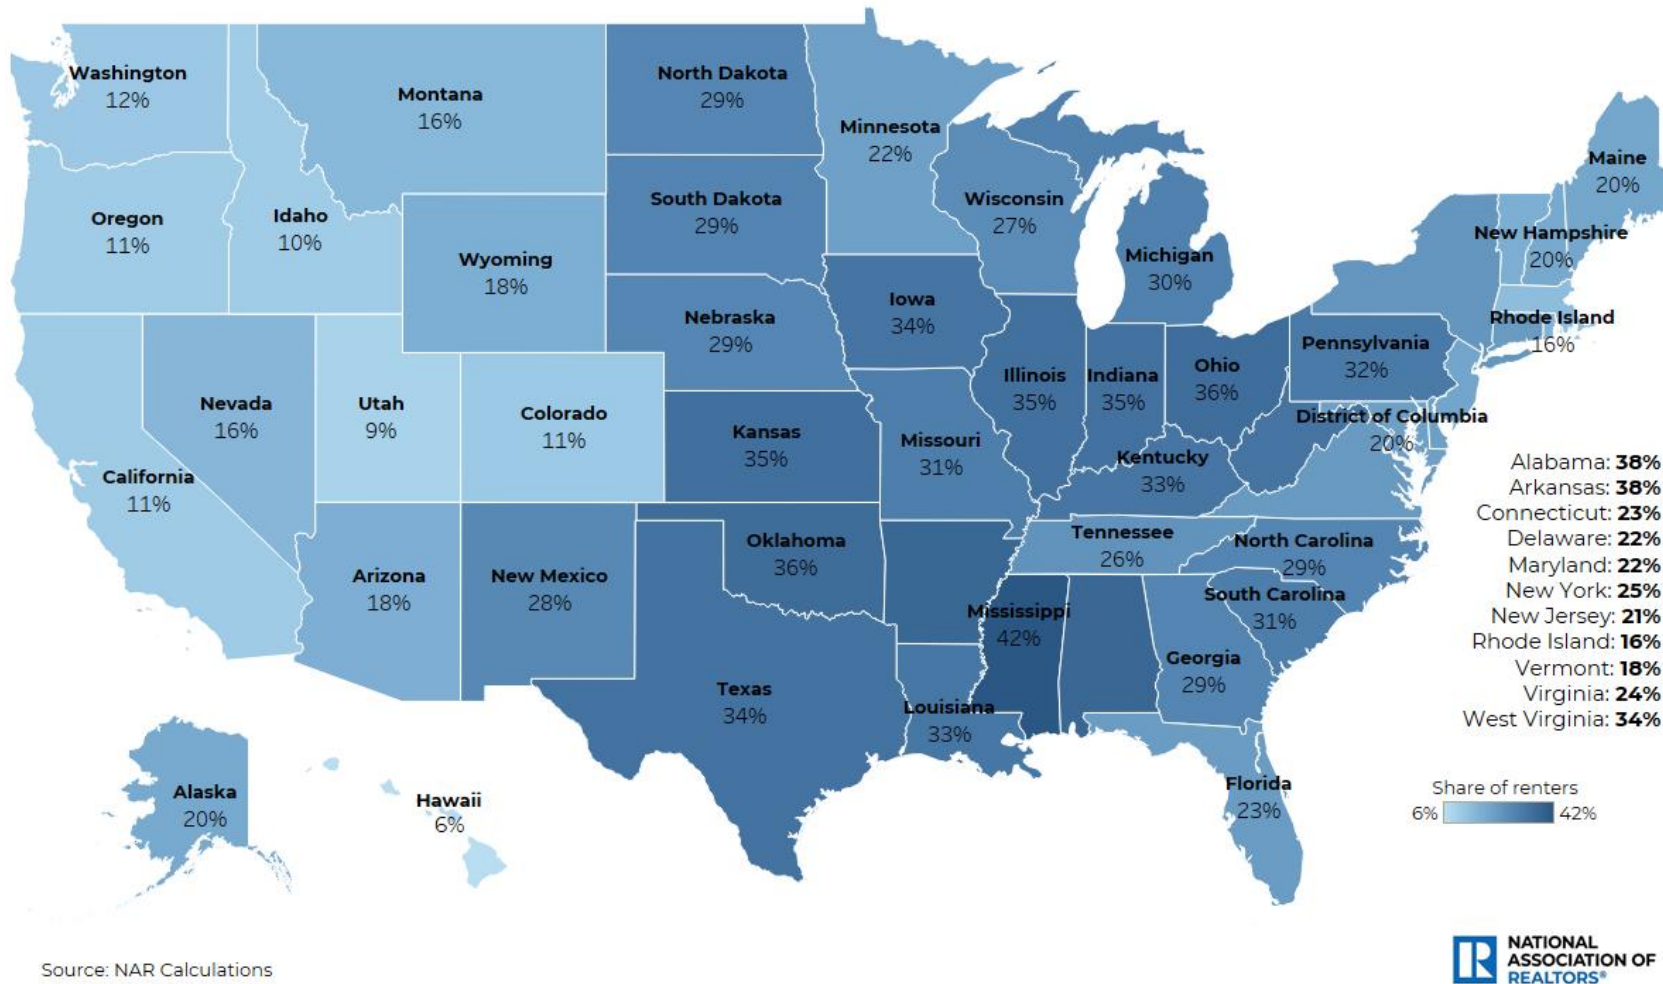 Washington
12%
Montana
16%
North Dakota
29%
Minnesota
22%
Maine
20%
Oregon
11%
Idaho
10%
Wyoming
18%
South Dakota
29%
Wisconsin
27%
Michigan
30%
New Hampshire
20%
Nebraska
29%
Iowa
34%
Rhode Island
16%
Pennsylvania
32%
Nevada
16%
Utah
9%
Colorado
11%
Kansas
35%
Missouri
31%
Illinois
35%
Indiana
35%
Ohio
36%
District of Columbia
20%
Kentucky
33%
California
11%
Arizona
18%
New Mexico
28%
Oklahoma
36%
Tennessee
26%
North Carolina
29%
South Carolina
31%
Mississippi
42%
Georgia
29%
Texas
34%
Louisiana
33%
Florida
23%
Alaska
20%
Hawaii
6%
Alabama: 38%
Arkansas: 38%
Connecticut: 23%
Delaware: 22%
Maryland: 22%
New York: 25%
New Jersey: 21%
Rhode Island: 16%
Vermont: 18%
Virginia: 24%
West Virginia: 34%
Share of renters
6% 42%
Source: NAR Calculations
R
NATIONAL
ASSOCIATION OF
REALTORS®